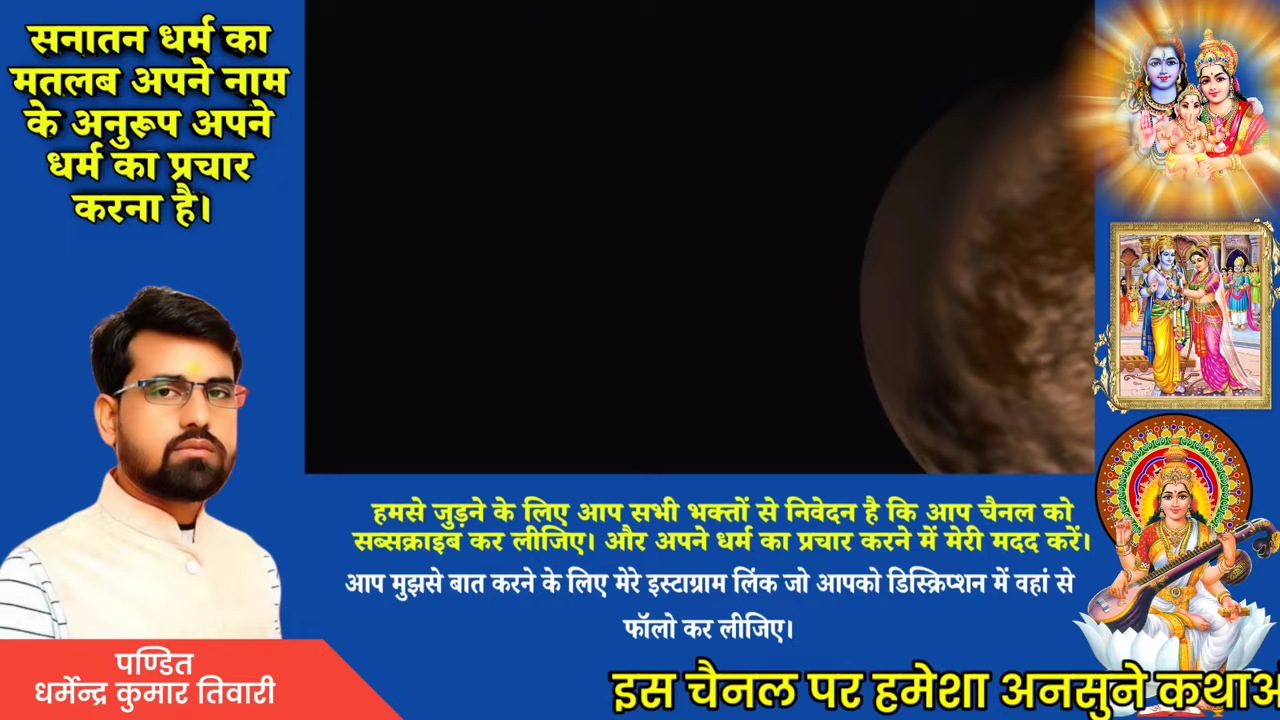 सनातन धर्म का
मतलब अपने नाम
के अनुरूप अपने
धर्म का प्रचार
करना है।
हमसे जुड़ने के लिए आप सभी भक्तों से निवेदन है कि आप चैनल को
सब्सक्राइब कर लीजिए। और अपने धर्म का प्रचार करने में मेरी मदद करें।
आप मुझसे बात करने के लिए मेरे इस्टाग्राम लिंक जो आपको डिस्क्रिप्शन में वहां से
फॉलो कर लीजिए।
पण्डित
धर्मेन्द्र कुमार तिवारी
इस चैनल पर हमेशा अनसुने